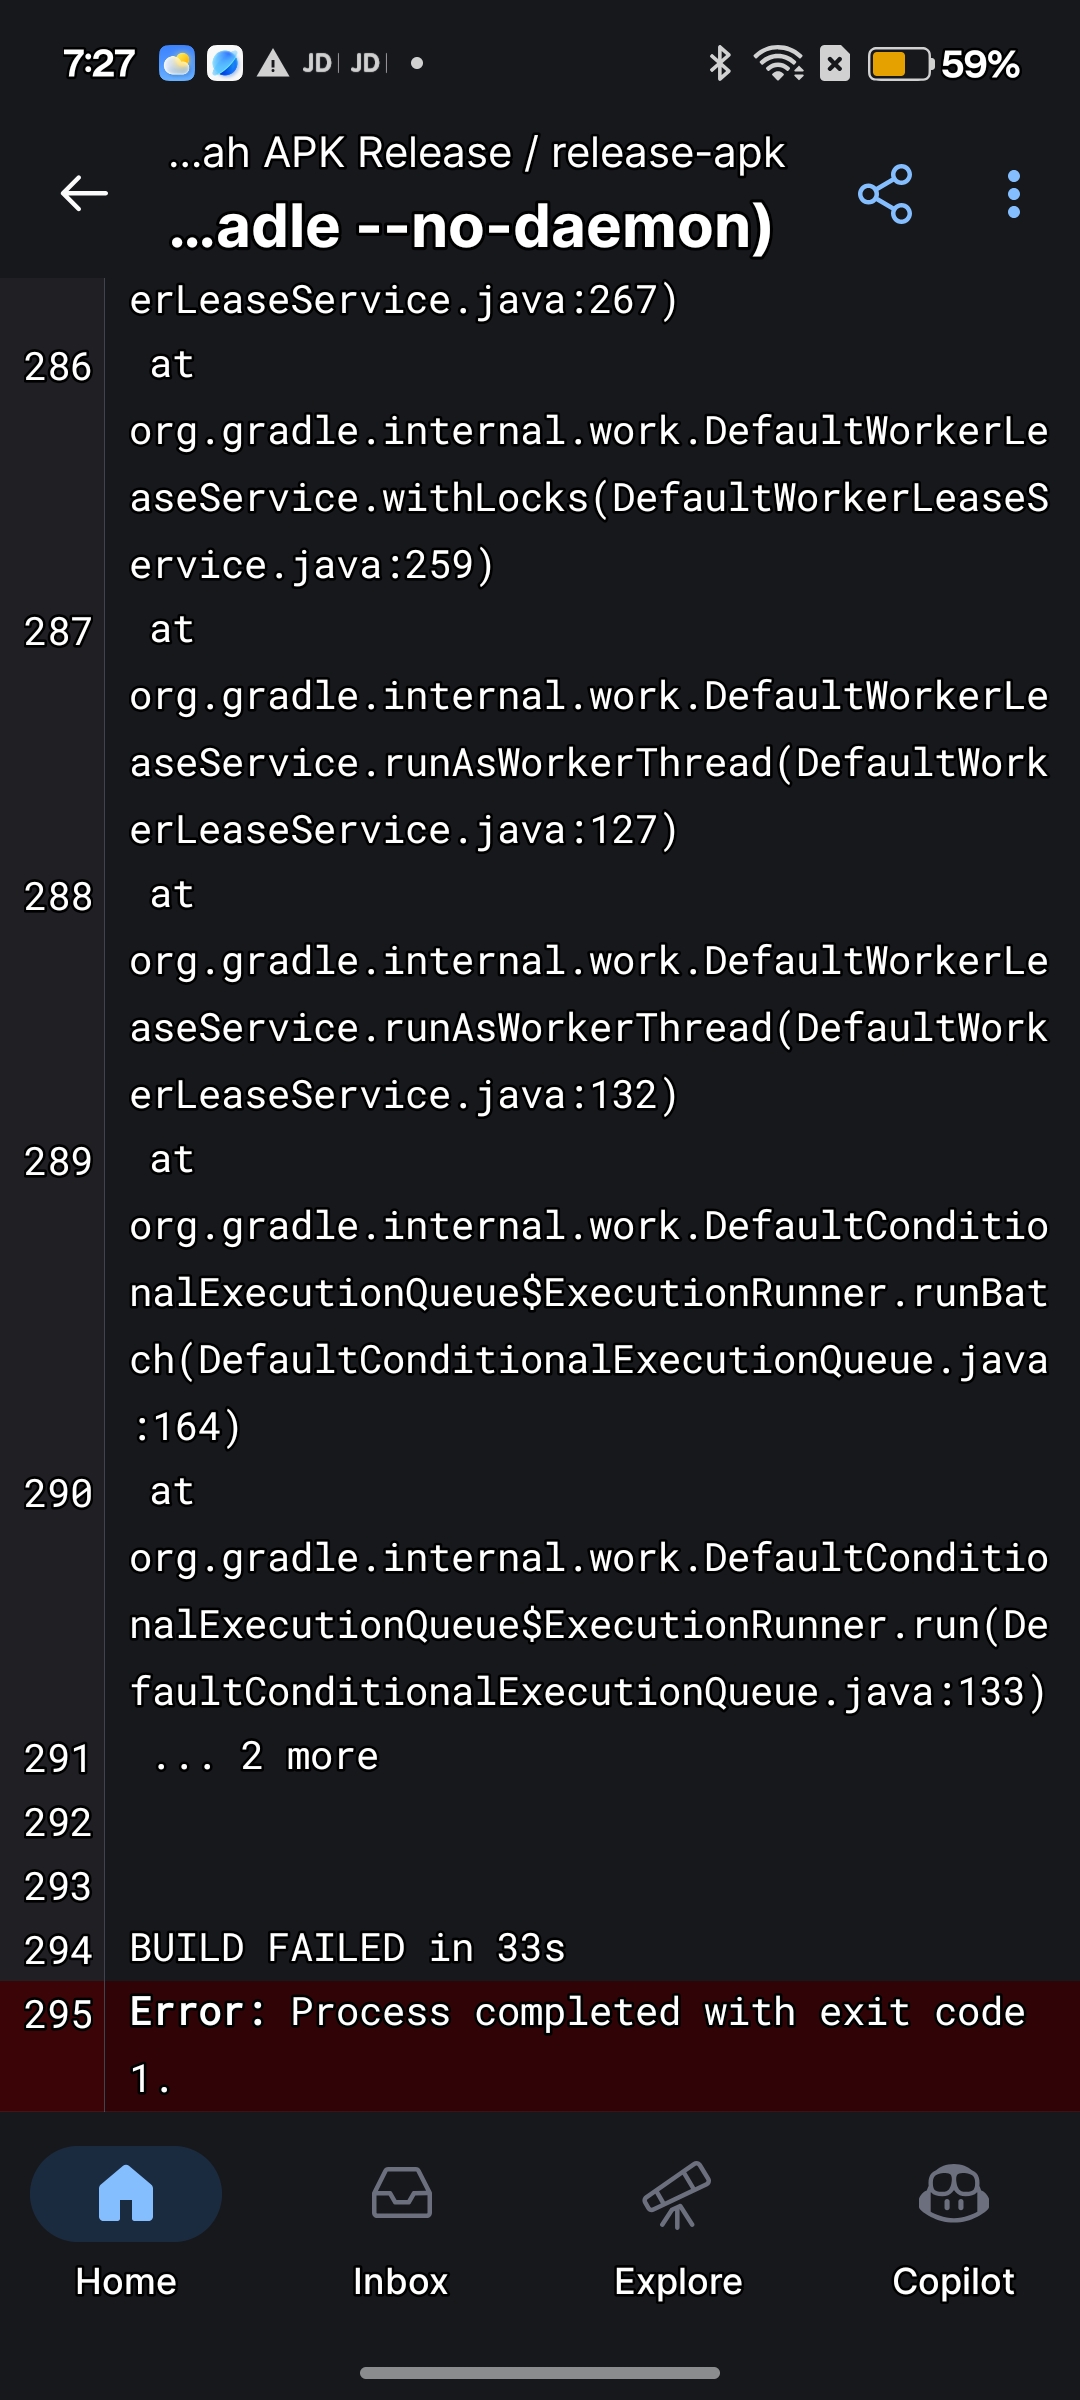 7:27 JD JD 59%
...ah APK Release / release-apk
...adle --no-daemon)
erLeaseService.java:267)
286 at
org.gradle.internal.work.DefaultWorkerLe
aseService.withLocks(DefaultWorkerLeaseS
ervice.java:259)
287 at
org.gradle.internal.work.DefaultWorkerLe
aseService.runAsWorkerThread(DefaultWork
erLeaseService.java:127)
288 at
org.gradle.internal.work.DefaultWorkerLe
aseService.runAsWorkerThread(DefaultWork
erLeaseService.java:132)
289 at
org.gradle.internal.work.DefaultConditio
nalExecutionQueue$ExecutionRunner.runBat
ch(DefaultConditionalExecutionQueue.java
:164)
290 at
org.gradle.internal.work.DefaultConditio
nalExecutionQueue$ExecutionRunner.run(De
faultConditionalExecutionQueue.java:133)
291 ... 2 more
292
293
294 BUILD FAILED in 33s
295 Error: Process completed with exit code
1.
Home Inbox Explore Copilot